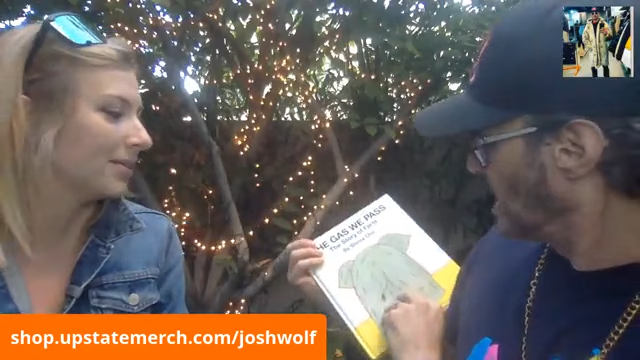 HE GAS WE PASS
The Story of Farts
By Shinta Cho
shop.upstatemerch.com/joshwolf